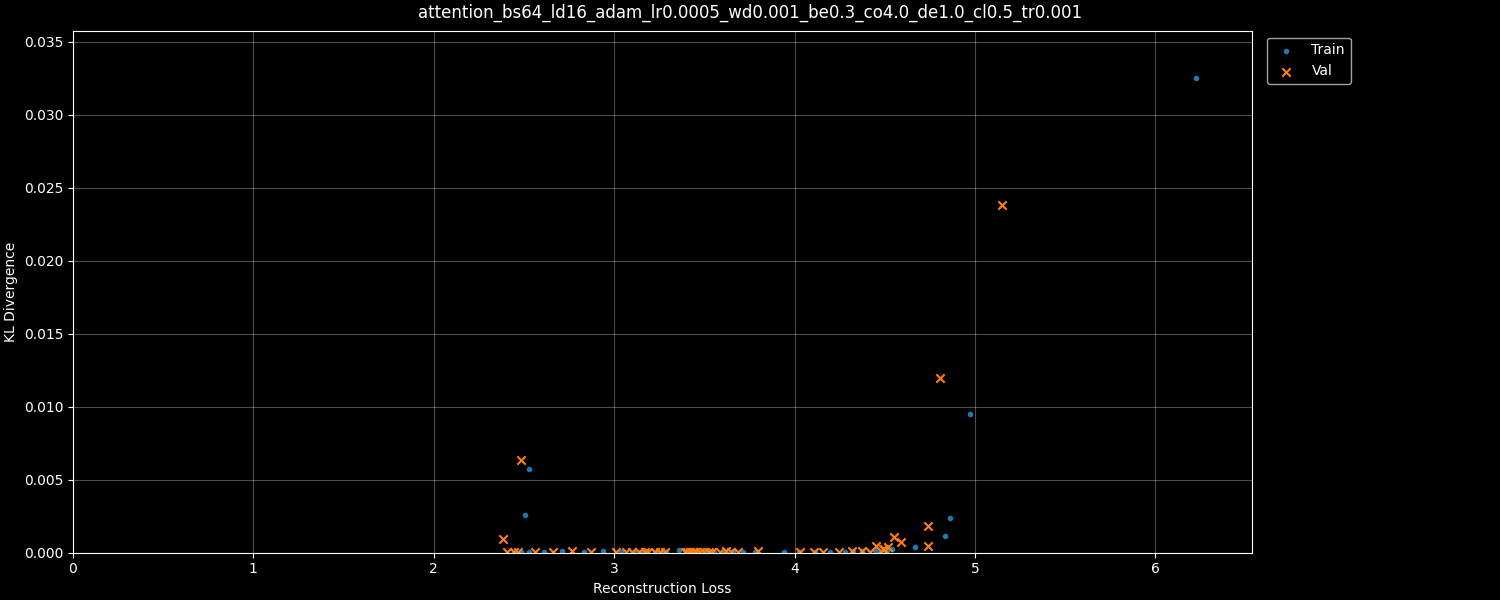 attention_bs64_ld16_adam_lr0.0005_wd0.001_be0.3_co4.0_de1.0_cl0.5_tr0.001
Train
Val
0.035
0.030
0.025
0.020
0.015
0.010
0.005
0.000
KL Divergence
0 1 2 3 4 5 6
Reconstruction Loss